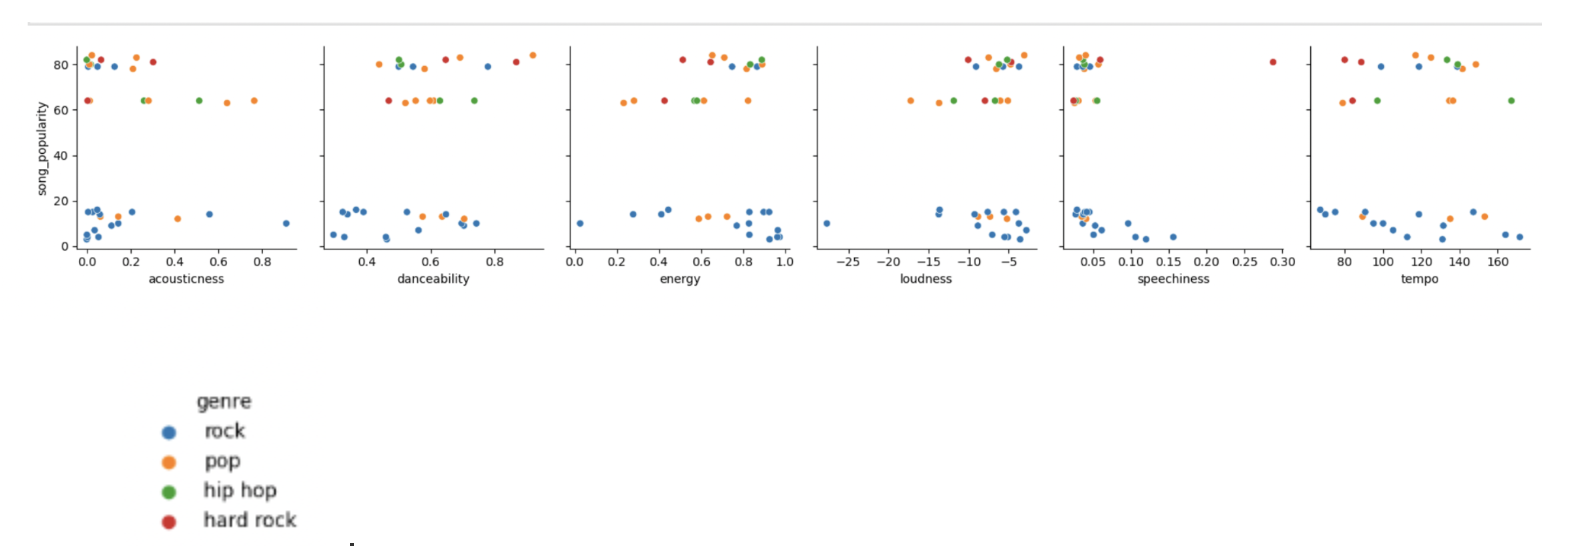 80
60
40
20
0
song_popularity
0.0 0.2 0.4 0.6 0.8
acousticness
0.4 0.6 0.8
danceability
0.0 0.2 0.4 0.6 0.8 1.0
energy
−25 −20 −15 −10 −5
loudness
0.05 0.10 0.15 0.20 0.25 0.30
speechiness
80 100 120 140 160
tempo
genre
rock
pop
hip hop
hard rock